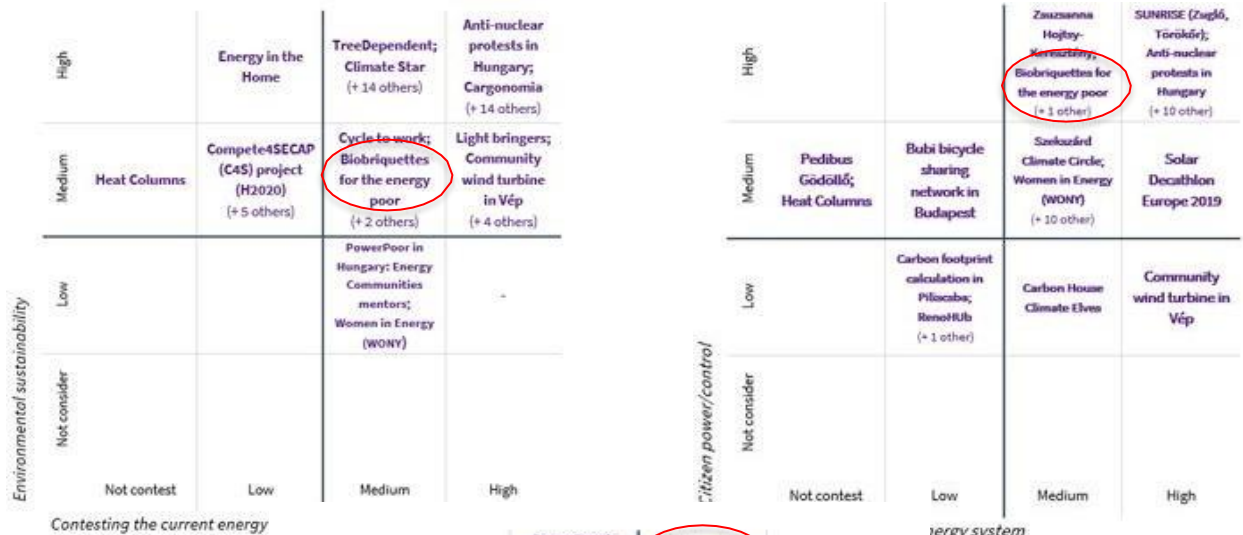 High
Energy in the
Home
TreeDependent;
Climate Star
(+ 14 others)
Anti-nuclear
protests in
Hungary;
Cargonomia
(+ 14 others)
Medium
Heat Columns
Compete4SECAP
(C4S) project
(H2020)
(+ 5 others)
Cycle to work;
Biobriquettes
for the energy
poor
(+ 2 others)
Light bringers;
Community
wind turbine
in Vép
(+ 4 others)
Low
PowerPoor in
Hungary: Energy
Communities
mentors;
Women in Energy
(WONY)
-
Not consider
Environmental sustainability
Not contest
Low
Medium
High
Contesting the current energy
High
Zsuzsanna
Hojtsy-
Keresztény;
Biobriquettes for
the energy poor
(+ 1 other)
SUNRISE (Zugló,
Törökőr);
Anti-nuclear
protests in
Hungary
(+ 10 other)
Medium
Pedibus
Gödöllő;
Heat Columns
Bubi bicycle
sharing
network in
Budapest
Szekszárd
Climate Circle;
Women in Energy
(WONY)
(+ 10 other)
Solar
Decathlon
Europe 2019
Low
Carbon footprint
calculation in
Piliscsaba;
RenoHUb
(+ 1 other)
Carbon House
Climate Elves
Community
wind turbine in
Vép
Not consider
Citizen power/control
Not contest
Low
Medium
High
energy system